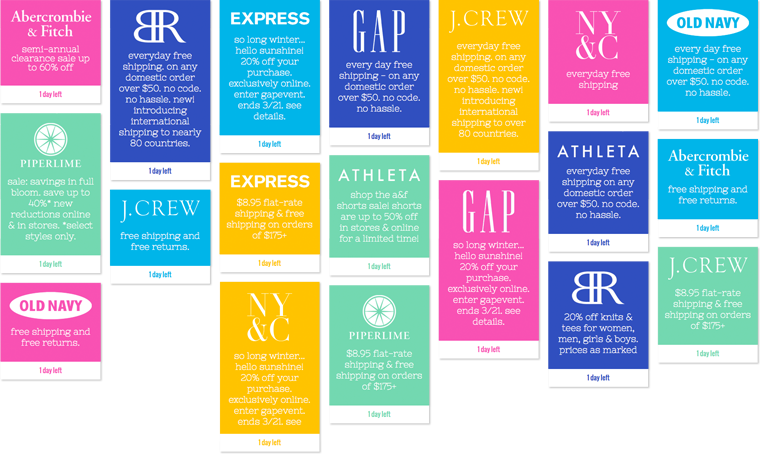 Abercrombie
& Fitch
semi-annual
clearance sale up
to 60% off
1 day left
PIPERLIME
sale: savings in full
bloom. save up to
40%* new
reductions online
& in stores. *select
styles only.
1 day left
OLD NAVY
free shipping and
free returns.
1 day left
BR
everyday free
shipping. on any
domestic order
over $50. no code.
no hassle. new!
introducing
international
shipping to nearly
80 countries.
1 day left
J.CREW
free shipping and
free returns.
1 day left
EXPRESS
so long winter...
hello sunshine!
20% off your
purchase.
exclusively online.
enter gapevent.
ends 3/21. see
details.
1 day left
EXPRESS
$8.95 flat-rate
shipping & free
shipping on orders
of $175+
1 day left
NY
&C
so long winter...
hello sunshine!
20% off your
purchase.
exclusively online.
enter gapevent.
ends 3/21. see
1 day left
GAP
every day free
shipping - on any
domestic order
over $50. no code.
no hassle.
1 day left
ATHLETA
shop the a&f
shorts sale! shorts
are up to 50% off
in stores & online
for a limited time!
1 day left
PIPERLIME
$8.95 flat-rate
shipping & free
shipping on orders
of $175+
1 day left
J.CREW
everyday free
shipping. on any
domestic order
over $50. no code.
no hassle. new!
introducing
international
shipping to over
80 countries.
1 day left
GAP
so long winter...
hello sunshine!
20% off your
purchase.
exclusively online.
enter gapevent.
ends 3/21. see
details.
1 day left
NY
&C
everyday free
shipping
1 day left
ATHLETA
everyday free
shipping on any
domestic order
over $50. no code.
no hassle.
1 day left
BR
20% off knits &
tees for women,
men, girls & boys.
prices as marked
1 day left
OLD NAVY
every day free
shipping - on any
domestic order
over $50. no code.
no hassle.
1 day left
Abercrombie
& Fitch
free shipping and
free returns.
1 day left
J.CREW
$8.95 flat-rate
shipping & free
shipping on orders
of $175+
1 day left